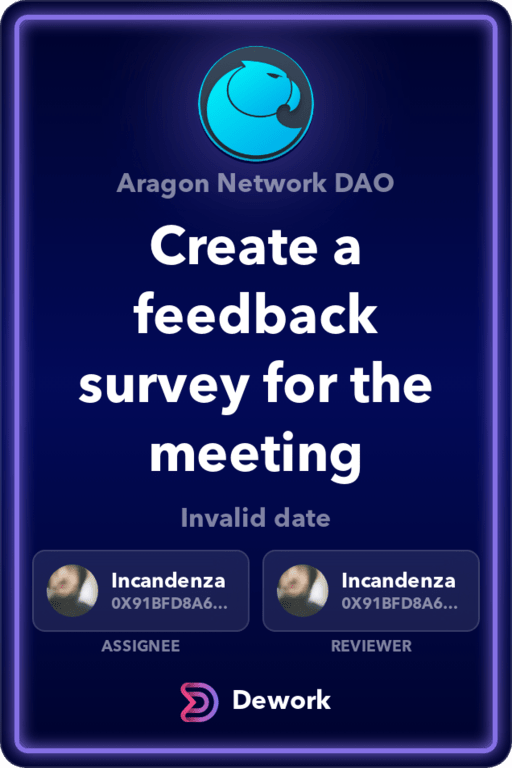 Aragon Network DAO
Create a
feedback
survey for the
meeting
Invalid date
Incandenza
0X91BFD8A6...
ASSIGNEE
Incandenza
0X91BFD8A6...
REVIEWER
Dework